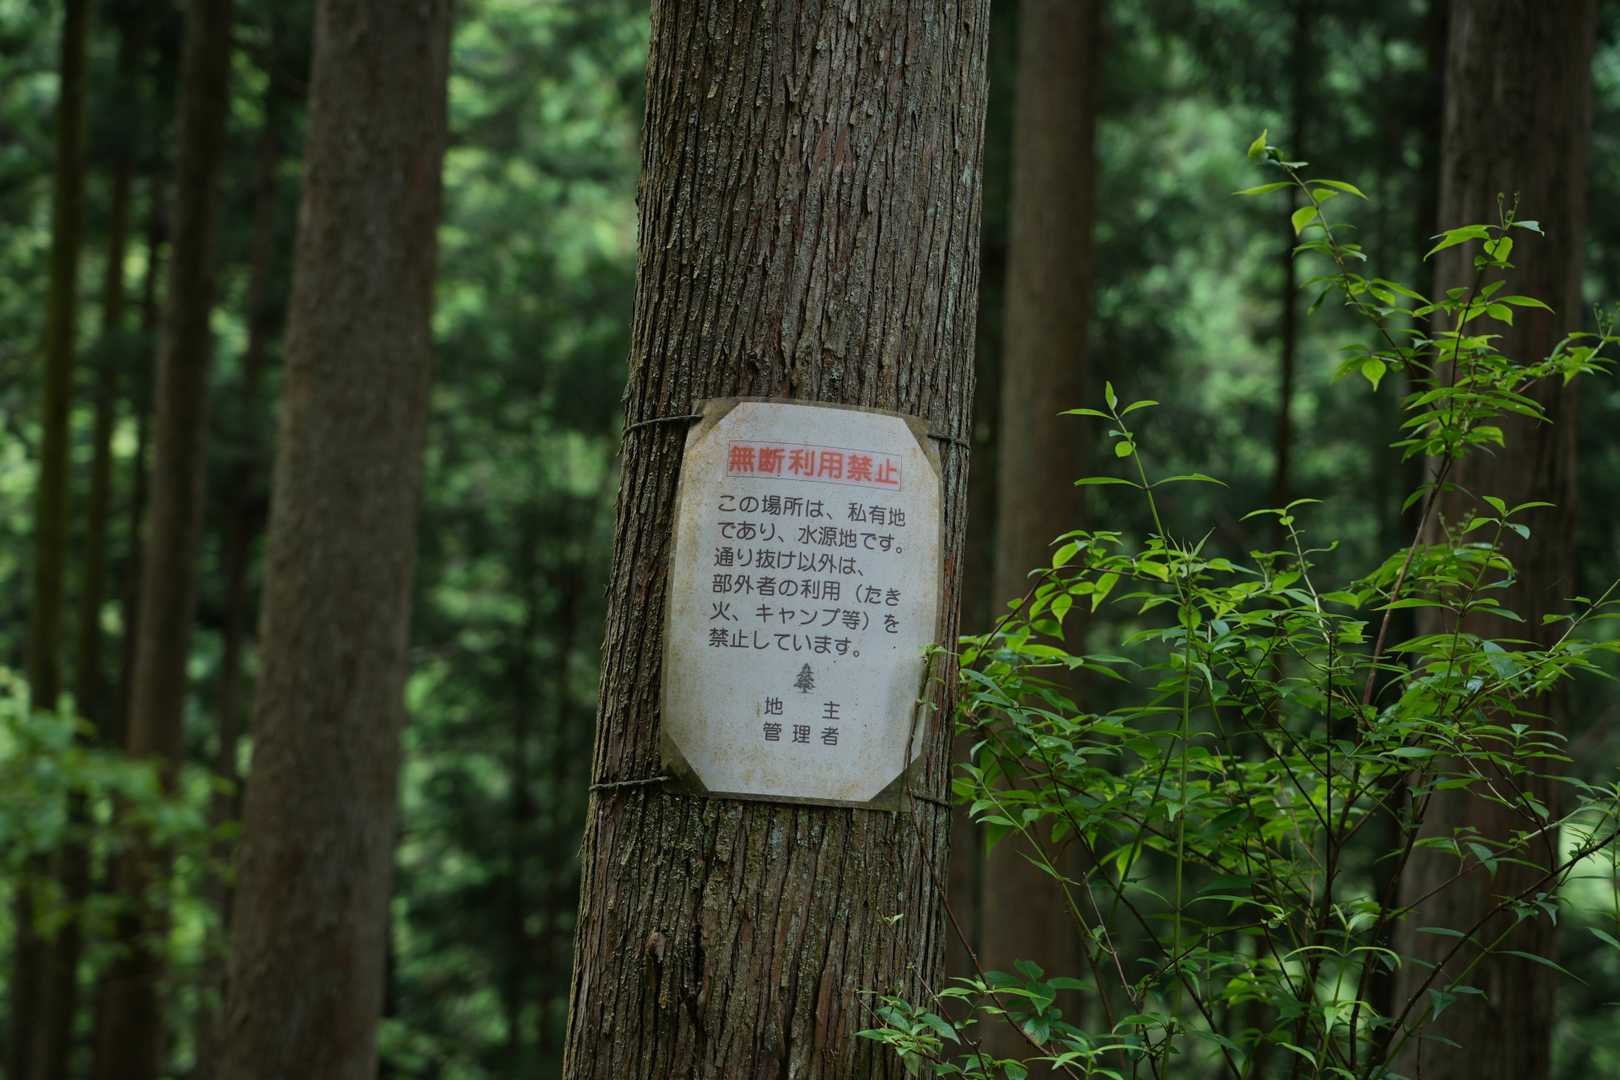 無断利用禁止
この場所は、私有地
であり、水源地です。
通り抜け以外は、
部外者の利用（たき
火、キャンプ等）を
禁止しています。
地　主
管理者